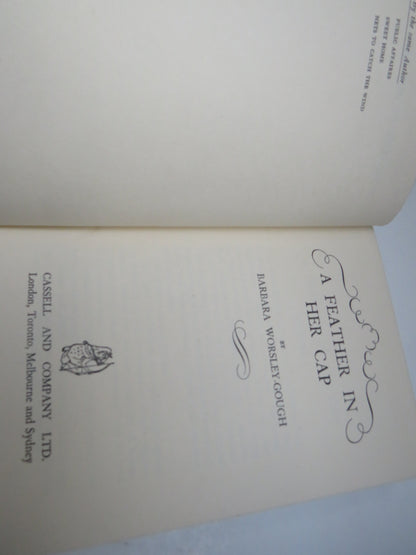 By the same Author
PUBLIC AFFAIRES
SWEET HOME
NETS TO CATCH THE WIND
A FEATHER IN
HER CAP
BY
BARBARA WORSLEY-GOUGH
CASSELL AND COMPANY LTD.
London, Toronto, Melbourne and Sydney